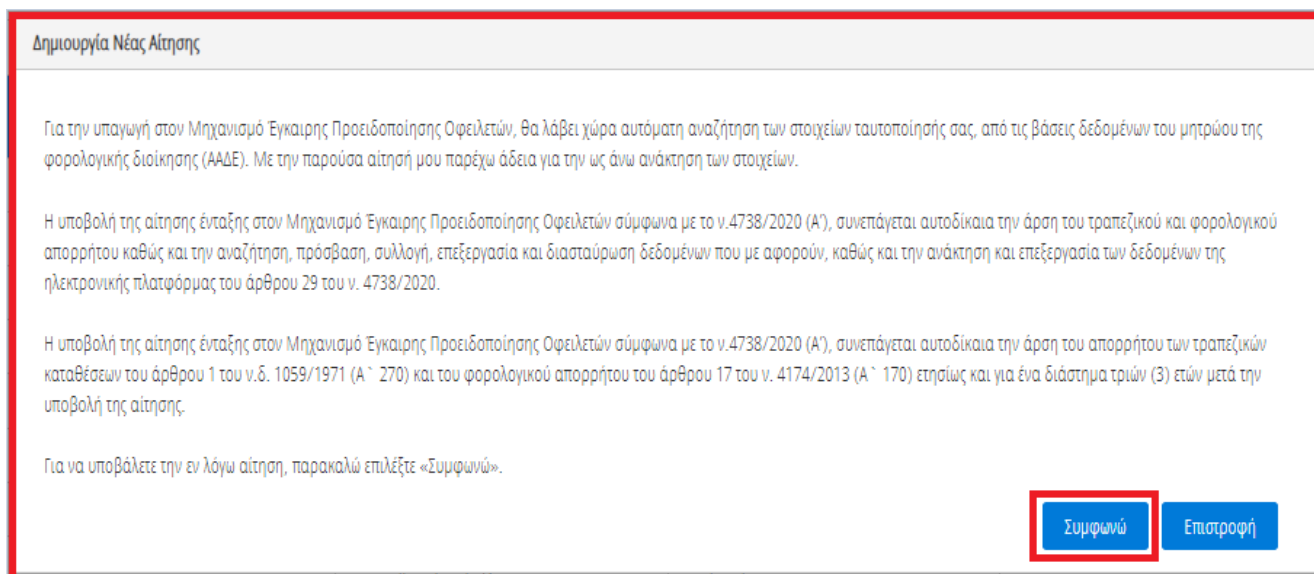 Δημιουργία Νέας Αίτησης
Για την υπαγωγή στον Μηχανισμό Έγκαιρης Προειδοποίησης Οφειλετών, θα λάβει χώρα αυτόματη αναζήτηση των στοιχείων ταυτοποίησής σας, από τις βάσεις δεδομένων του μητρώου της
φορολογικής διοίκησης (ΑΑΔΕ). Με την παρούσα αίτησή μου παρέχω άδεια για την ως άνω ανάκτηση των στοιχείων.
Η υποβολή της αίτησης ένταξης στον Μηχανισμό Έγκαιρης Προειδοποίησης Οφειλετών σύμφωνα με το ν.4738/2020 (Α'), συνεπάγεται αυτοδίκαια την άρση του τραπεζικού και φορολογικού
απορρήτου καθώς και την αναζήτηση, πρόσβαση, συλλογή, επεξεργασία και διασταύρωση δεδομένων που με αφορούν, καθώς και την ανάκτηση και επεξεργασία των δεδομένων της
ηλεκτρονικής πλατφόρμας του άρθρου 29 του ν. 4738/2020.
Η υποβολή της αίτησης ένταξης στον Μηχανισμό Έγκαιρης Προειδοποίησης Οφειλετών σύμφωνα με το ν.4738/2020 (Α'), συνεπάγεται αυτοδίκαια την άρση του απορρήτου των τραπεζικών
καταθέσεων του άρθρου 1 του ν.δ. 1059/1971 (Α` 270) και του φορολογικού απορρήτου του άρθρου 17 του ν. 4174/2013 (Α` 170) ετησίως και για ένα διάστημα τριών (3) ετών μετά την
υποβολή της αίτησης.
Για να υποβάλετε την εν λόγω αίτηση, παρακαλώ επιλέξτε «Συμφωνώ».
Συμφωνώ Επιστροφή